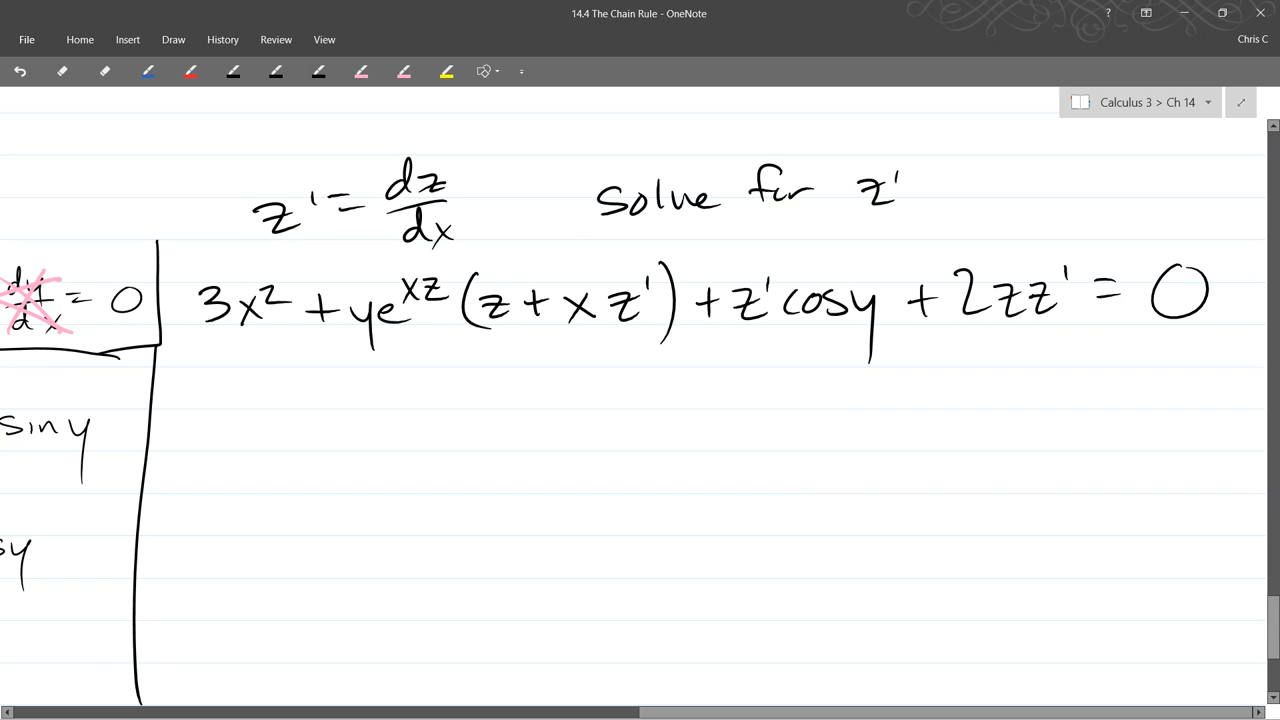 14.4 The Chain Rule - OneNote
?
File Home Insert Draw History Review View
Chris C
Calculus 3 > Ch 14
z' = dz/dx solve for z'
= 0
3x² + ye^{xz} (z + x z') + z' cosy + 2zz' = 0
sin y
sy